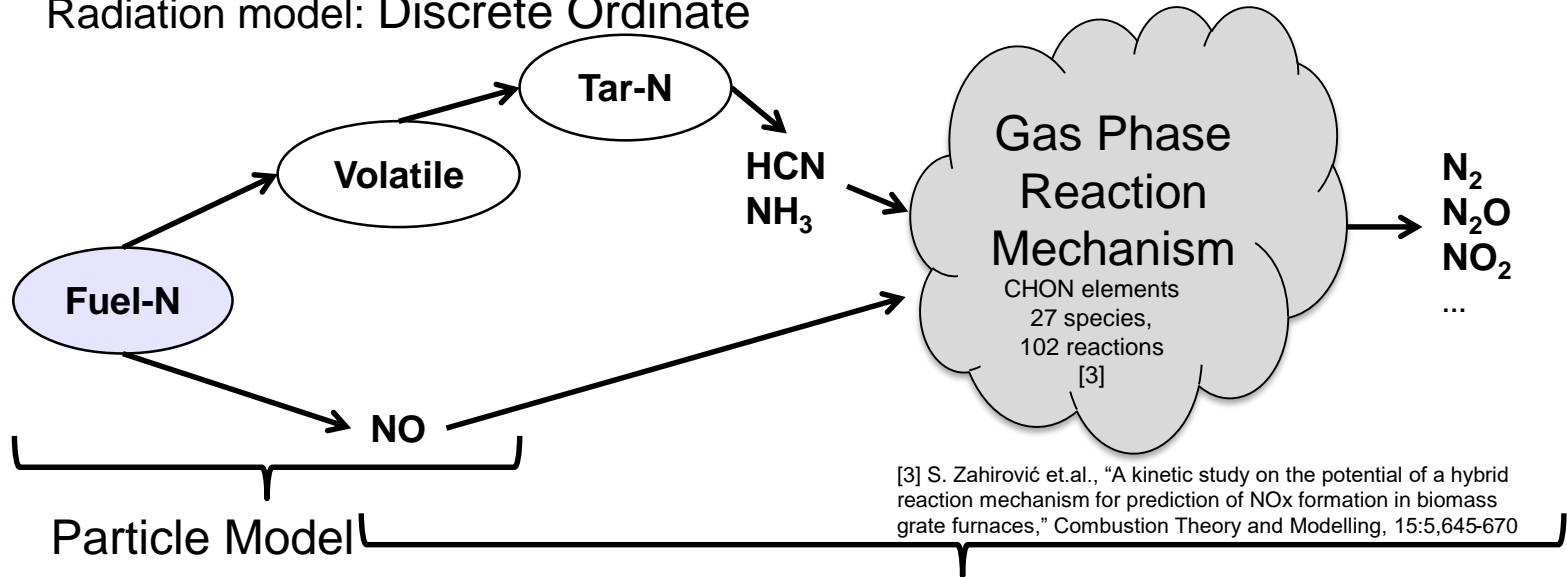 Radiation model: Discrete Ordinate
Tar-N
Volatile
Fuel-N
HCN
NH₃
NO
Gas Phase
Reaction
Mechanism
CHON elements
27 species,
102 reactions
[3]
N₂
N₂O
NO₂
...
[3] S. Zahirović et.al., “A kinetic study on the potential of a hybrid
reaction mechanism for prediction of NOx formation in biomass
grate furnaces,” Combustion Theory and Modelling, 15:5,645-670
Particle Model